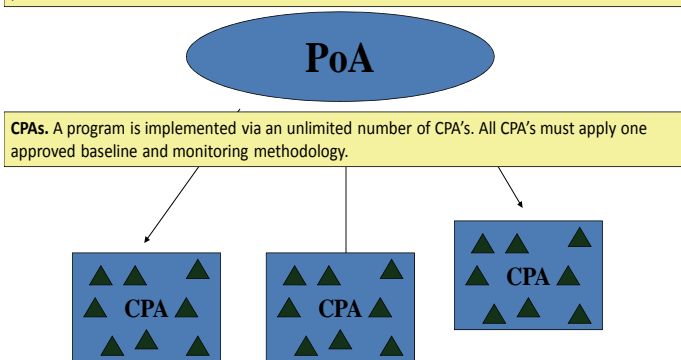 PoA
CPAs. A program is implemented via an unlimited number of CPA's. All CPA's must apply one
approved baseline and monitoring methodology.
CPA
CPA
CPA